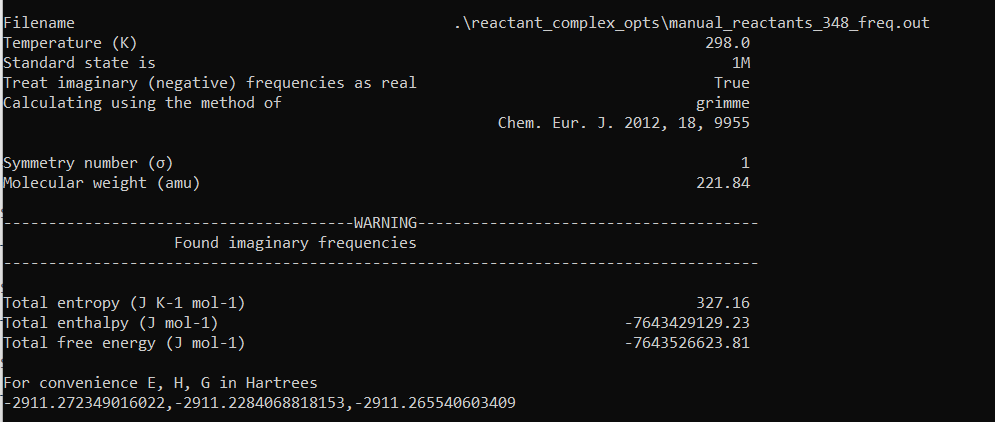 Filename .\reactant_complex_opts\manual_reactants_348_freq.out
Temperature (K) 298.0
Standard state is 1M
Treat imaginary (negative) frequencies as real True
Calculating using the method of grimme
Chem. Eur. J. 2012, 18, 9955
Symmetry number (σ) 1
Molecular weight (amu) 221.84
---------------------------------------WARNING--------------------------------------
Found imaginary frequencies
------------------------------------------------------------------------------------
Total entropy (J K-1 mol-1) 327.16
Total enthalpy (J mol-1) -7643429129.23
Total free energy (J mol-1) -7643526623.81
For convenience E, H, G in Hartrees
-2911.272349016022,-2911.2284068818153,-2911.265540603409